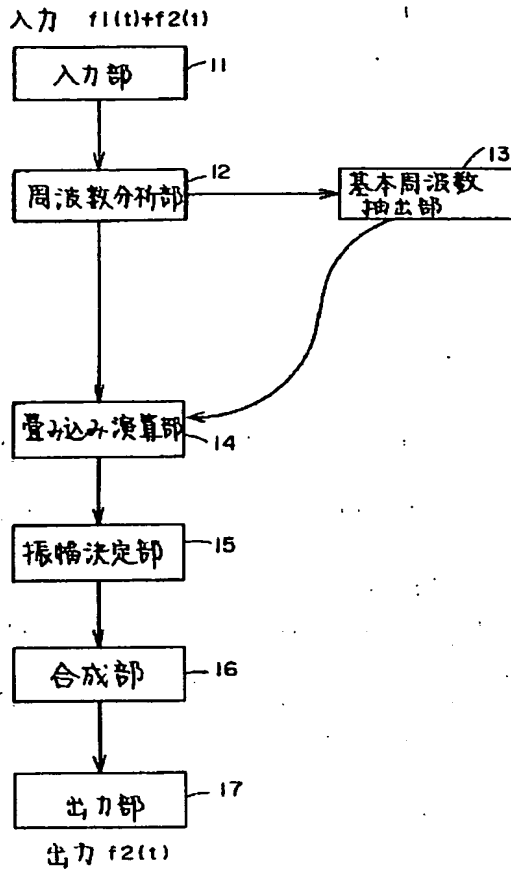 入力 f1(t)+f2(t)
入力部
11
周波数分析部
12
基本周波数
抽出部
13
畳み込み演算部
14
振幅決定部
15
合成部
16
出力部
17
出力 f2(t)